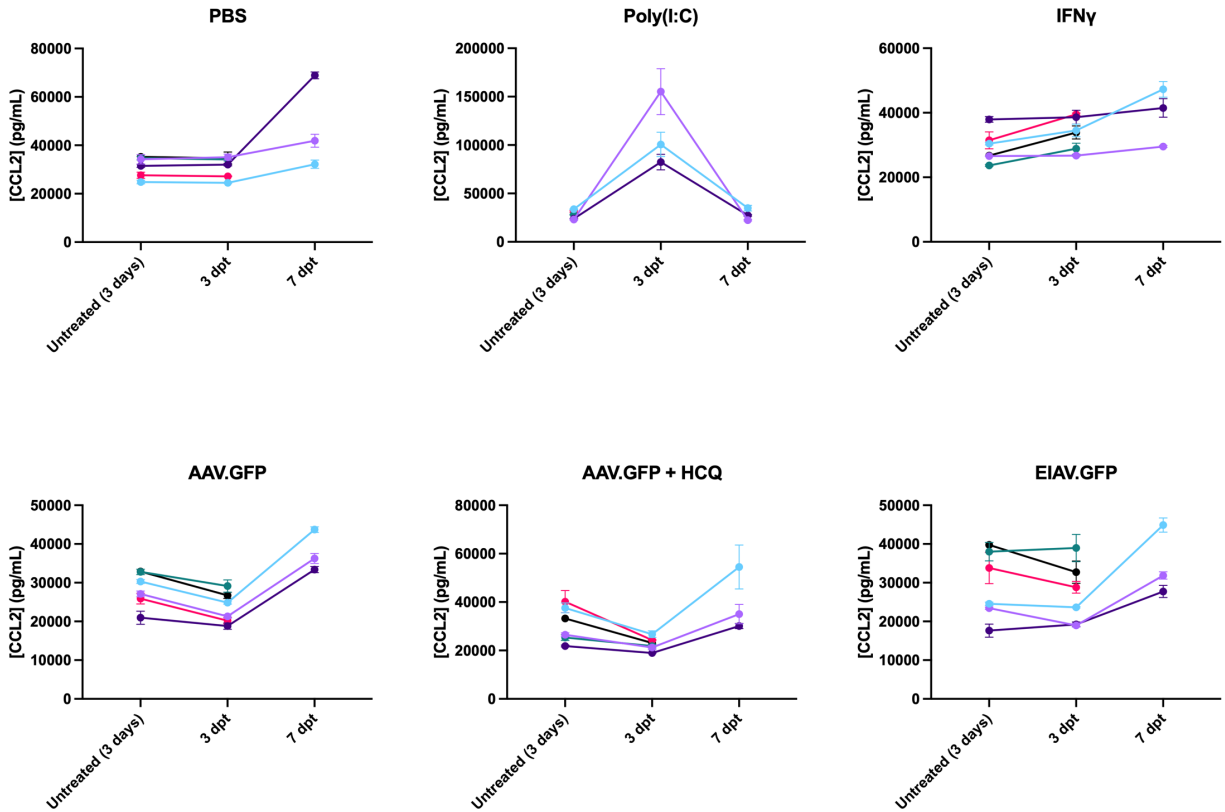 PBS
80000
60000
40000
20000
0
[CCL2] (pg/mL)
Untreated (3 days)
3 dpt
7 dpt
Poly(I:C)
200000
150000
100000
50000
0
[CCL2] (pg/mL)
Untreated (3 days)
3 dpt
7 dpt
IFNγ
60000
40000
20000
0
[CCL2] (pg/mL)
Untreated (3 days)
3 dpt
7 dpt
AAV.GFP
50000
40000
30000
20000
10000
0
[CCL2] (pg/mL)
Untreated (3 days)
3 dpt
7 dpt
AAV.GFP + HCQ
80000
60000
40000
20000
0
[CCL2] (pg/mL)
Untreated (3 days)
3 dpt
7 dpt
EIAV.GFP
50000
40000
30000
20000
10000
0
[CCL2] (pg/mL)
Untreated (3 days)
3 dpt
7 dpt